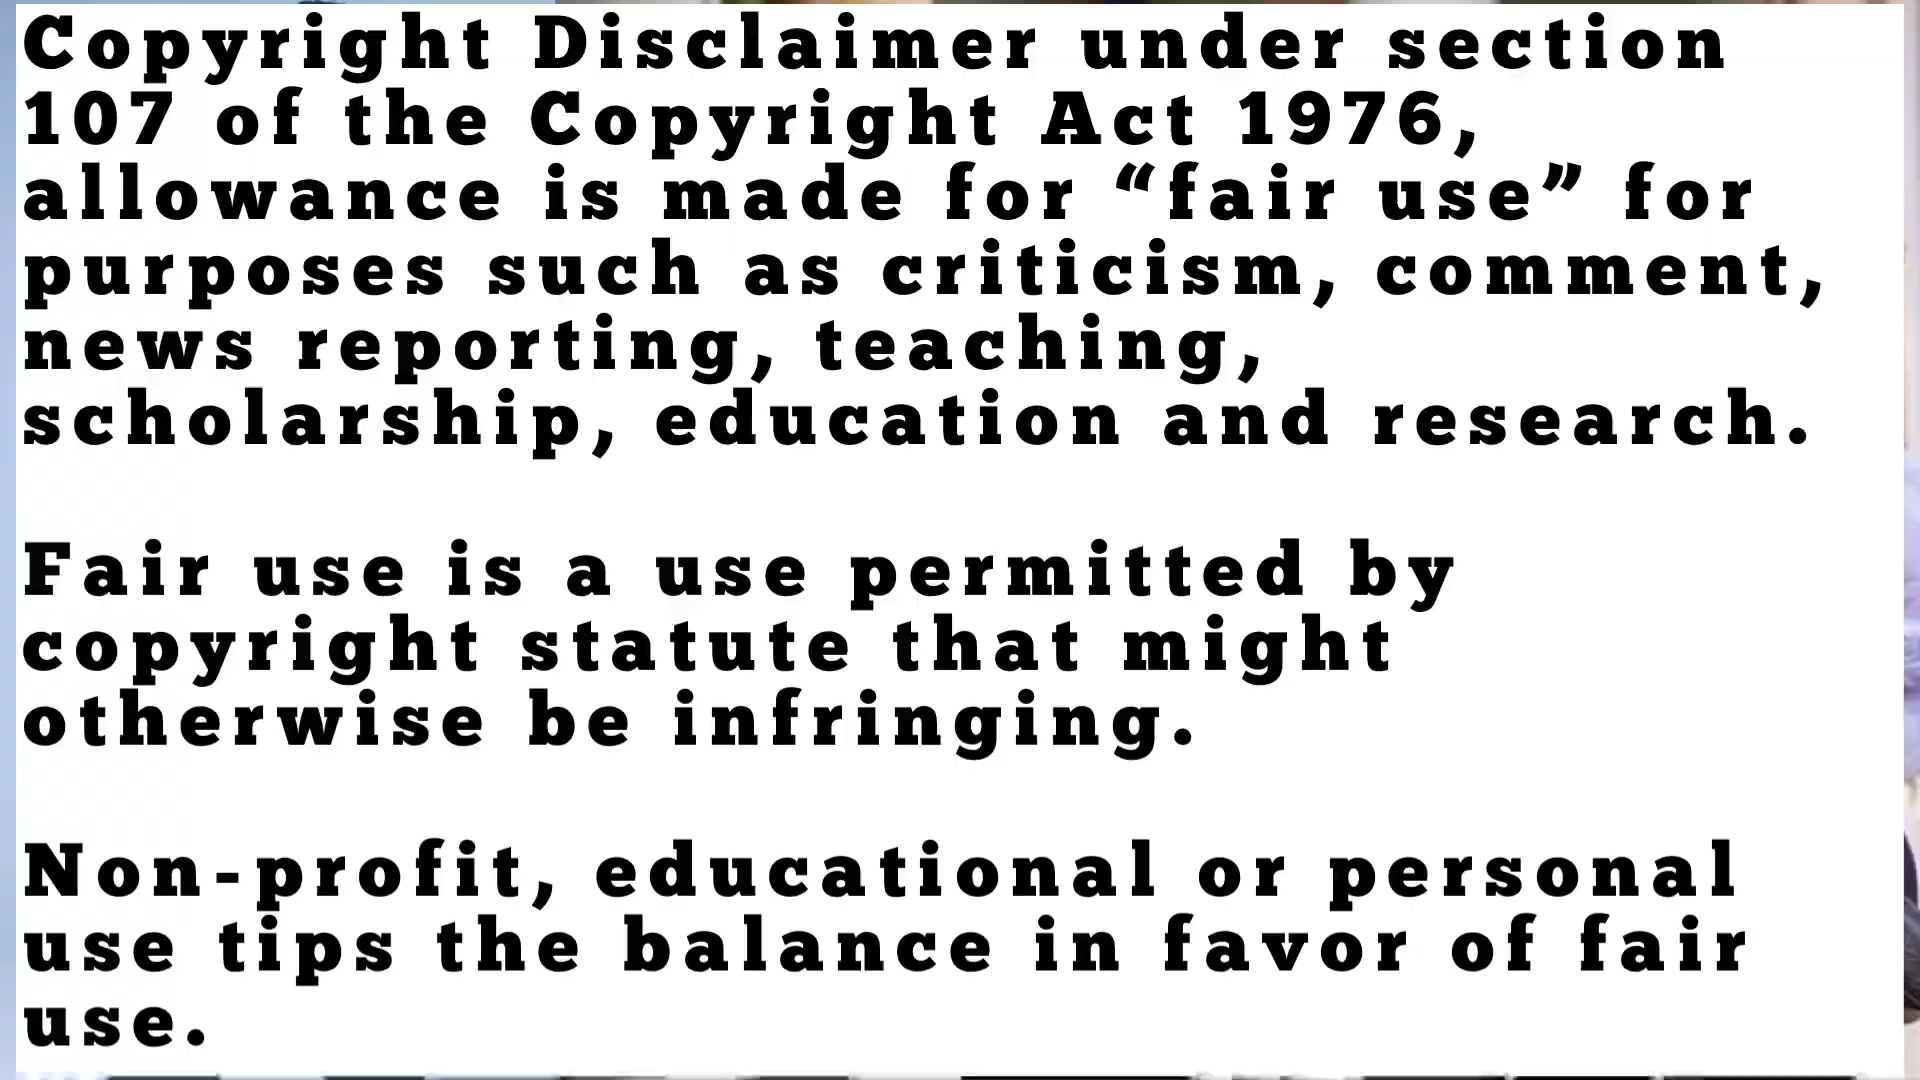 Copyright Disclaimer under section
107 of the Copyright Act 1976,
allowance is made for “fair use” for
purposes such as criticism, comment,
news reporting, teaching,
scholarship, education and research.
Fair use is a use permitted by
copyright statute that might
otherwise be infringing.
Non-profit, educational or personal
use tips the balance in favor of fair
use.